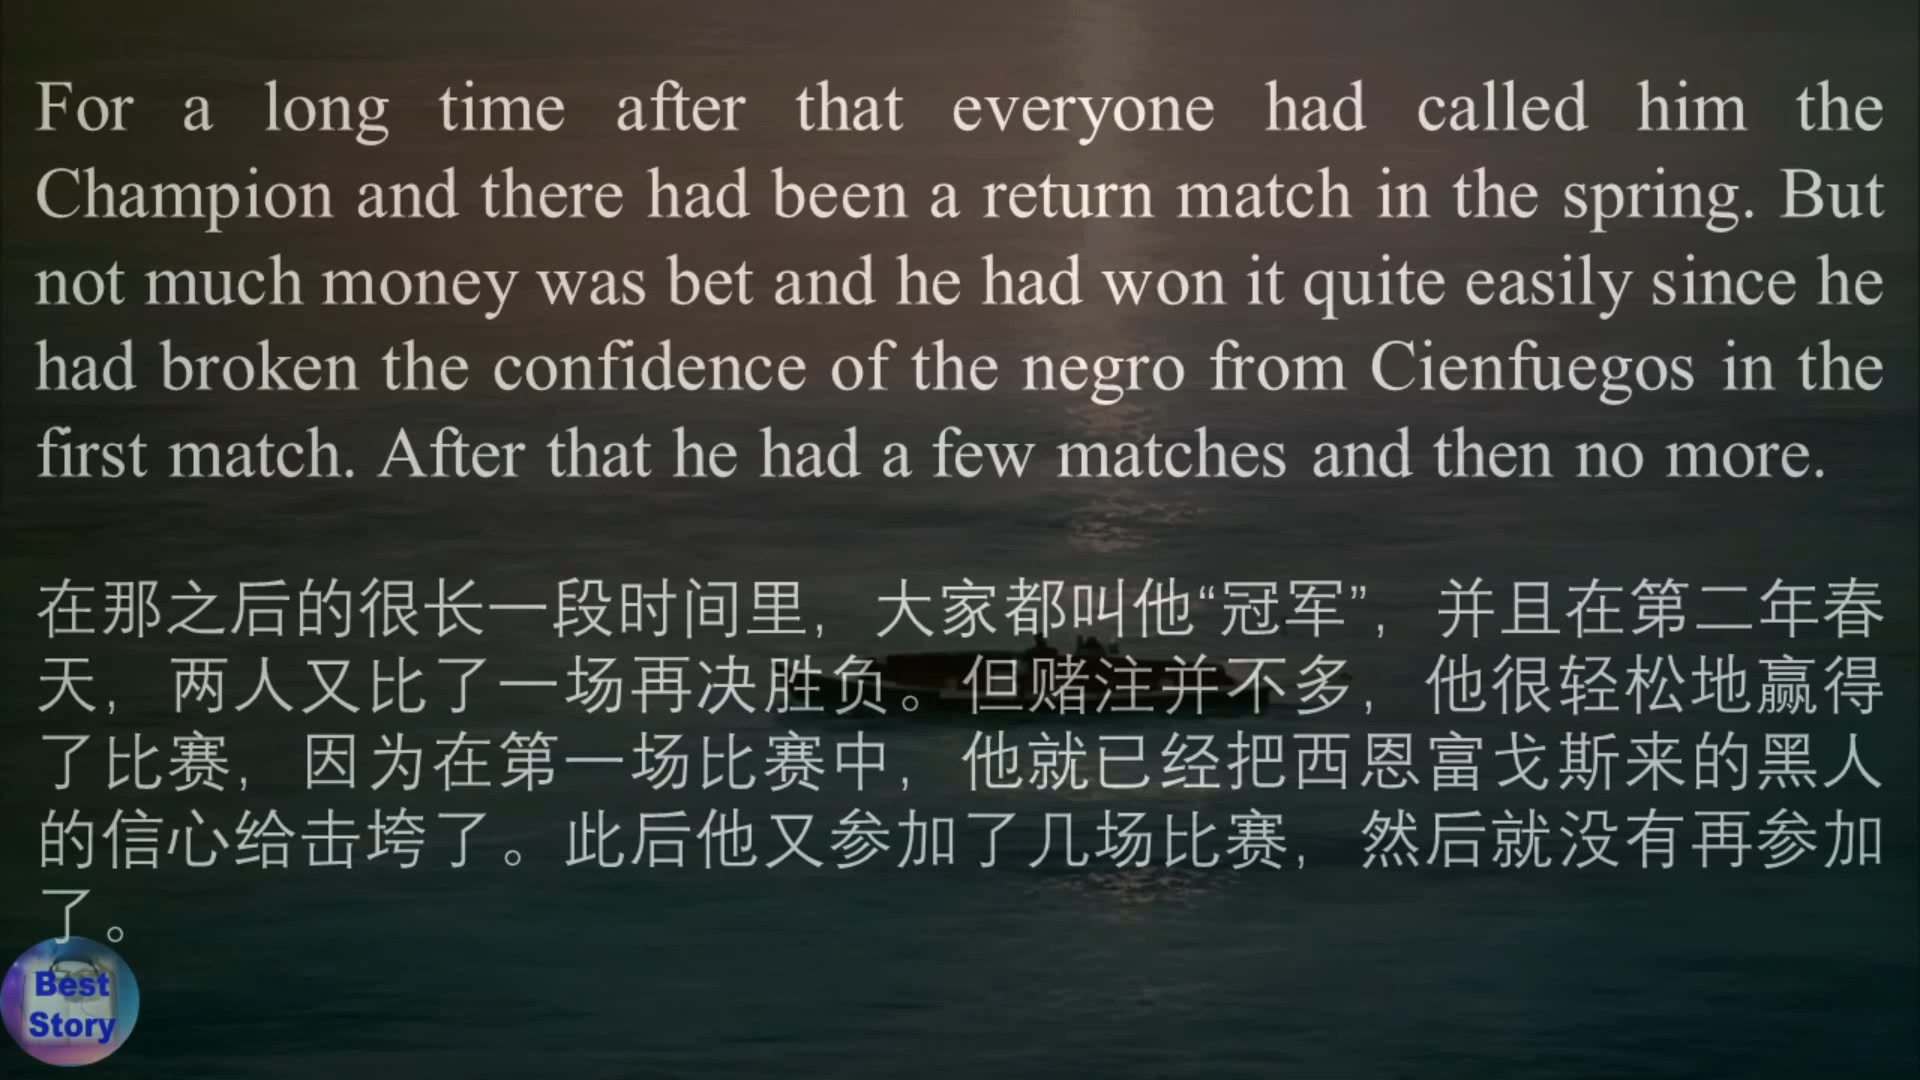 For a long time after that everyone had called him the
Champion and there had been a return match in the spring. But
not much money was bet and he had won it quite easily since he
had broken the confidence of the negro from Cienfuegos in the
first match. After that he had a few matches and then no more.
在那之后的很长一段时间里，大家都叫他“冠军”，并且在第二年春
天，两人又比了一场再决胜负。但赌注并不多，他很轻松地赢得
了比赛，因为在第一场比赛中，他就已经把西恩富戈斯来的黑人
的信心给击垮了。此后他又参加了几场比赛，然后就没有再参加
了。
Best
Story